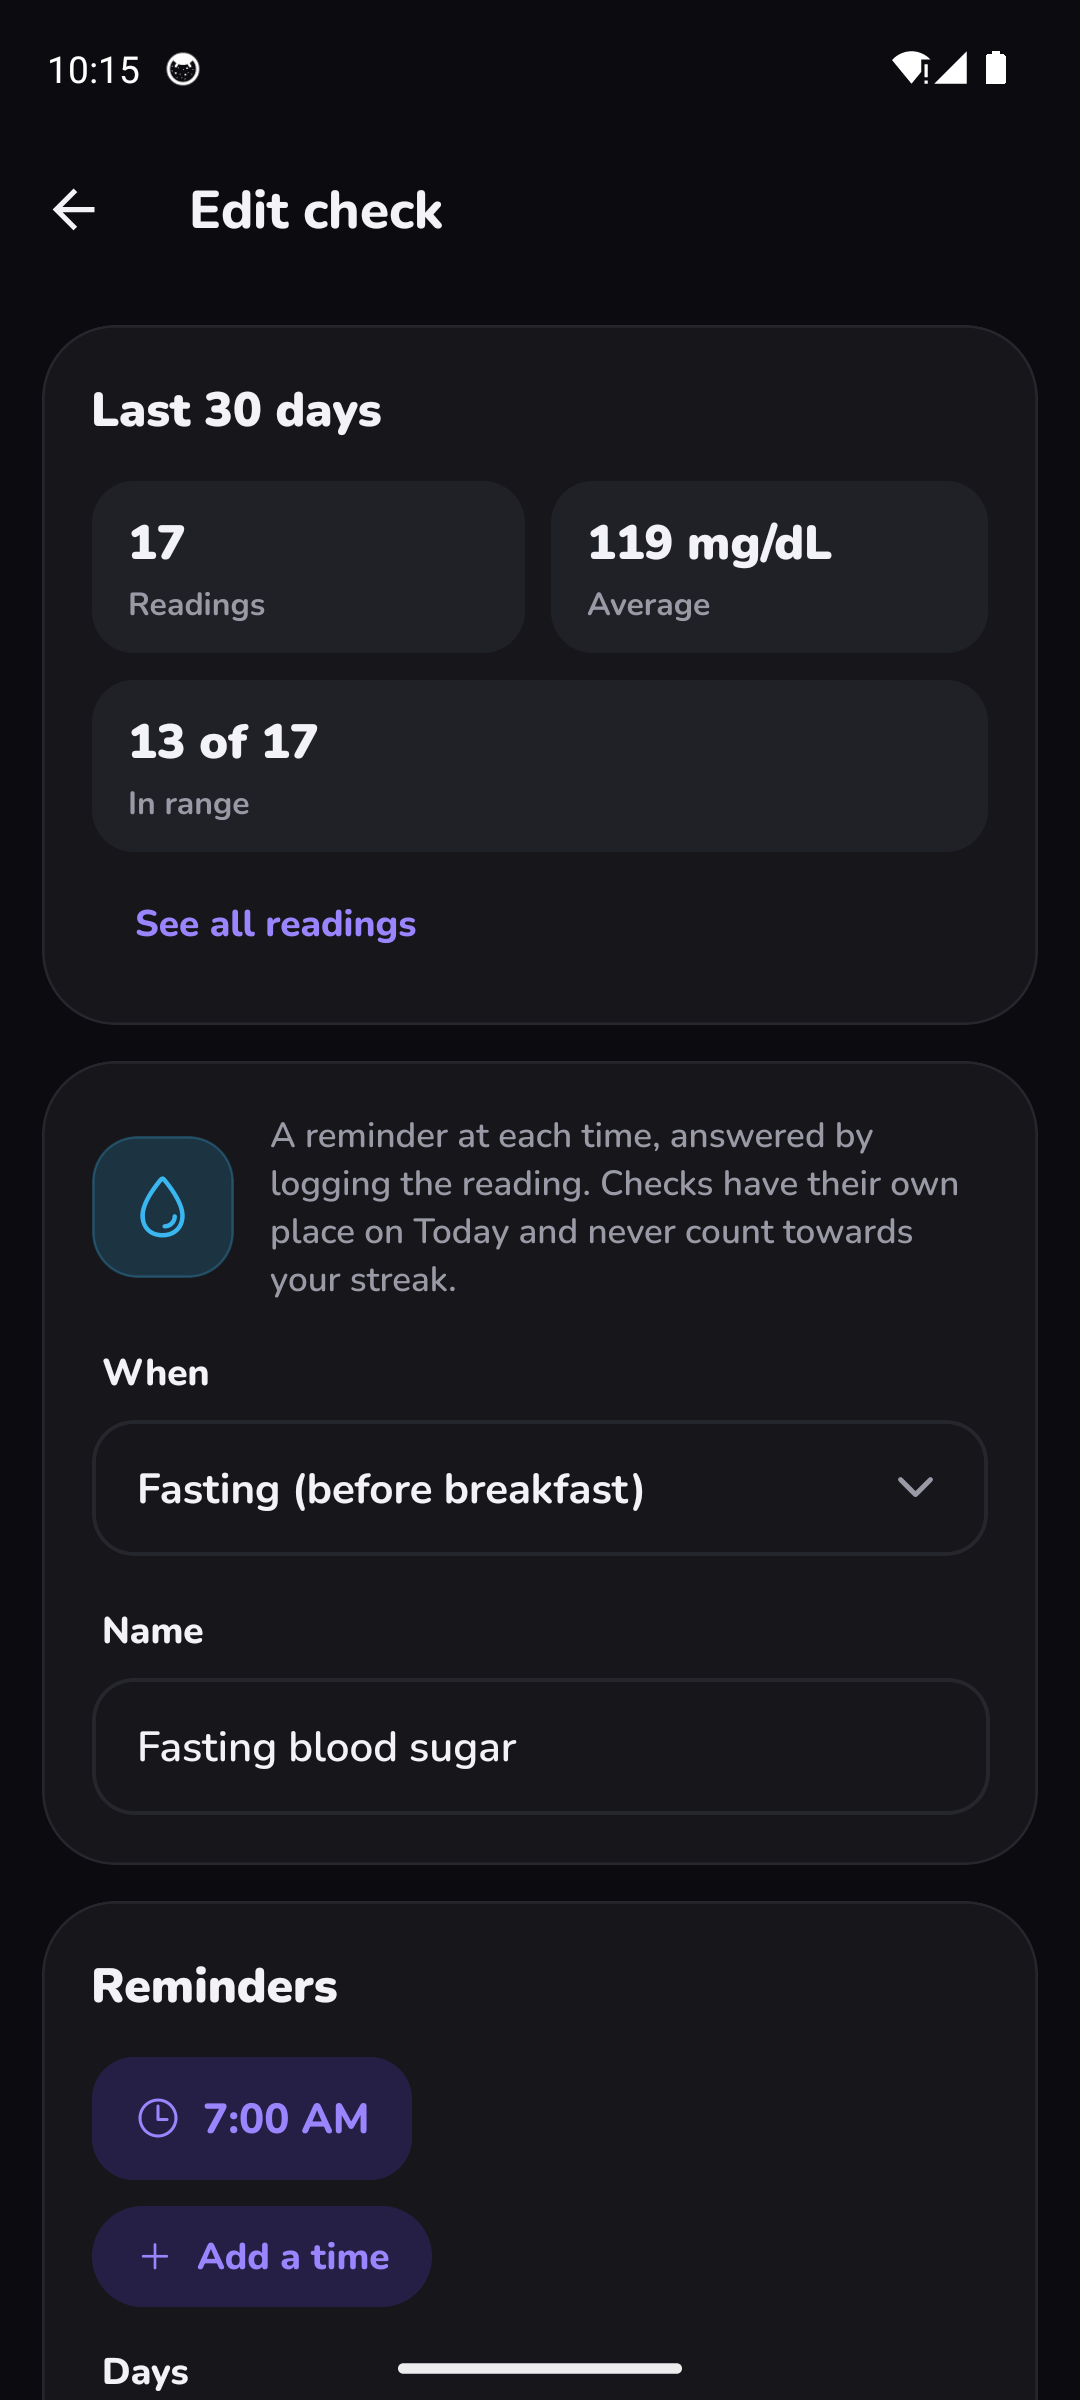 10:15
Edit check
Last 30 days
17
Readings
119 mg/dL
Average
13 of 17
In range
See all readings
A reminder at each time, answered by
logging the reading. Checks have their own
place on Today and never count towards
your streak.
When
Fasting (before breakfast)
Name
Fasting blood sugar
Reminders
7:00 AM
+ Add a time
Days